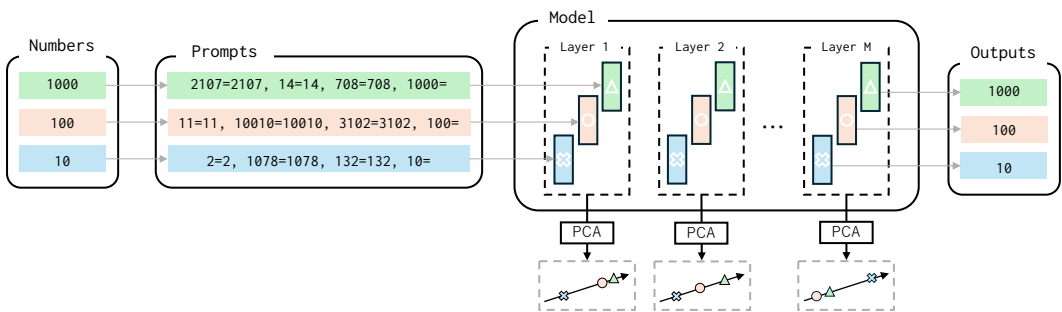 Numbers
1000
100
10
Prompts
2107=2107, 14=14, 708=708, 1000=
11=11, 10010=10010, 3102=3102, 100=
2=2, 1078=1078, 132=132, 10=
Model
Layer 1
Layer 2
...
Layer M
PCA
PCA
PCA
Outputs
1000
100
10